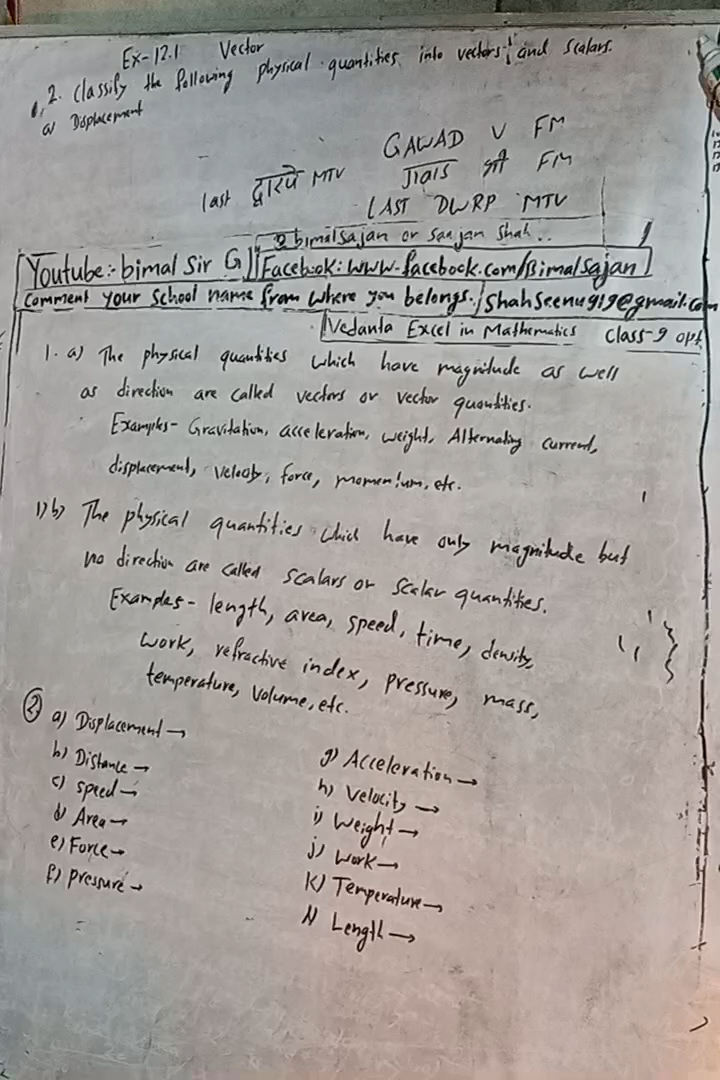 Ex-12.1 Vector
2. Classify the following physical quantities into vectors and scalars.
a) Displacement
GAWAD V FM
last द्वारपे MTV गावाड भी FM
LAST DWRP MTV
bimalsajan or Saajan Shah..
Youtube:- bimal Sir G Facebook: www.facebook.com/Bimalsajan
Comment your School name from where you belongs. Shahseenu919@gmail.com
Vedanta Excel in Mathematics Class-9 opt
1. a) The physical quantities which have magnitude as well
as direction are called vectors or vector quantities.
Examples- Gravitation, acceleration, weight, Alternating current,
displacement, velocity, force, momentum, etc.
1) b) The physical quantities which have only magnitude but
no direction are called scalars or scalar quantities.
Examples- length, area, speed, time, density,
work, refractive index, pressure, mass,
temperature, volume, etc.
② a) Displacement →
b) Distance →
c) speed →
d) Area →
e) Force →
f) pressure →
g) Acceleration →
h) Velocity →
i) Weight →
j) Work →
K) Temperature →
l) Length →